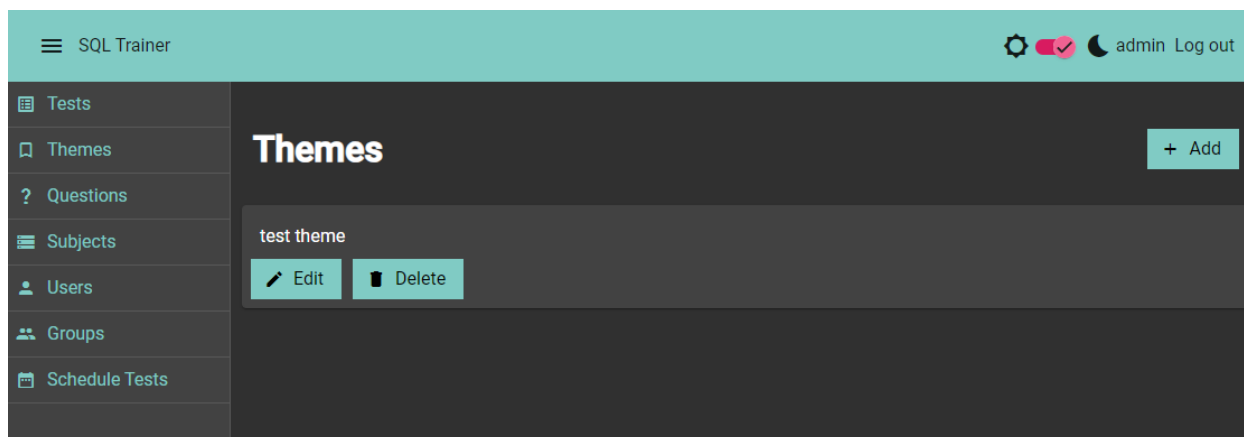 SQL Trainer
admin Log out
Tests
Themes
Questions
Subjects
Users
Groups
Schedule Tests
Themes
+ Add
test theme
Edit
Delete